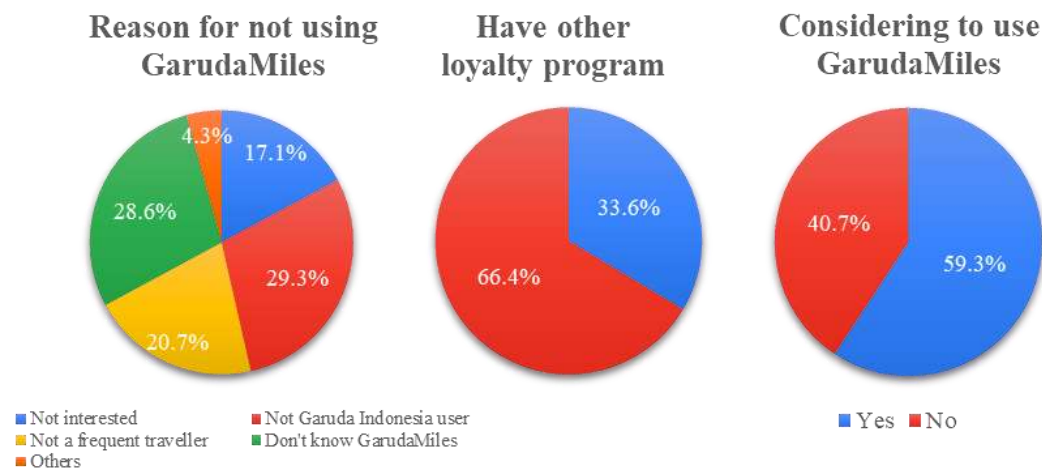 Reason for not using
GarudaMiles
4.3%
17.1%
28.6%
29.3%
20.7%
Not interested
Not Garuda Indonesia user
Not a frequent traveller
Don't know GarudaMiles
Others
Have other
loyalty program
33.6%
66.4%
Considering to use
GarudaMiles
40.7%
59.3%
Yes No